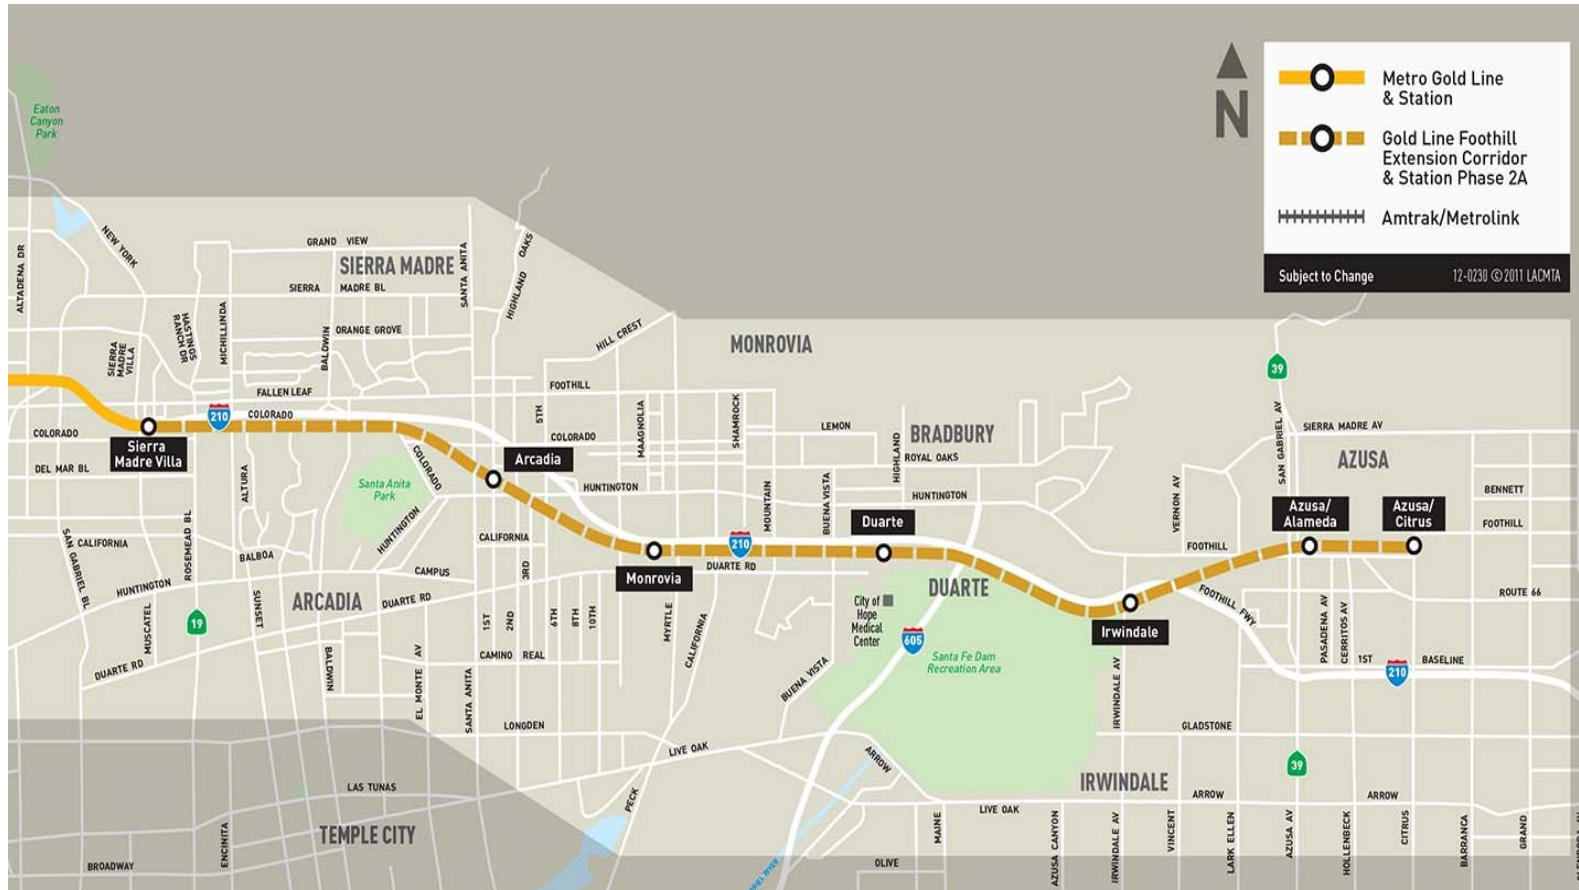 Metro Gold Line
& Station
Gold Line Foothill
Extension Corridor
& Station Phase 2A
Amtrak/Metrolink
Subject to Change
12-0230 © 2011 LACMTA
N
Eaton
Canyon
Park
NEW YORK
ALTADENA DR
GRAND VIEW
SIERRA MADRE
SIERRA MADRE BL
SANTA ANITA
HIGHLAND OAKS
HASTINGS
RANCH DR
MICHILLINDA
SIERRA
MADRE
VILLA
BALDWIN
ORANGE GROVE
HILL CREST
MONROVIA
39
FALLEN LEAF
FOOTHILL
210
COLORADO
5TH
MAAGNOLIA
SHAMROCK
LEMON
HIGHLAND
BRADBURY
SAN GABRIEL AV
SIERRA MADRE AV
COLORADO
Sierra
Madre Villa
COLORADO
COLORADO
Arcadia
ROYAL OAKS
AZUSA
DEL MAR BL
ALTURA
Santa Anita
Park
HUNTINGTON
MOUNTAIN
BUENA VISTA
HUNTINGTON
VERNON AV
BENNETT
Azusa/
Alameda
Azusa/
Citrus
FOOTHILL
Duarte
SAN GABRIEL BL
CALIFORNIA
ROSEMEAD BL
HUNTINGTON
BALBOA
CALIFORNIA
3RD
210
FOOTHILL
DUARTE RD
Monrovia
CAMPUS
HUNTINGTON
DUARTE RD
ARCADIA
SUNSET
MUSCATEL
19
1ST
2ND
6TH
8TH
10TH
MYRTLE
CALIFORNIA
City of
Hope
Medical
Center
DUARTE
605
Santa Fe Dam
Recreation Area
Irwindale
FOOTHILL FWY
ROUTE 66
PASADENA AV
CERRITOS AV
1ST
BASELINE
210
DUARTE RD
BALDWIN
EL MONTE AV
SANTA ANITA
CAMINO REAL
BUENA VISTA
IRWINDALE AV
LONGDEN
GLADSTONE
LIVE OAK
ARROW
39
IRWINDALE
LAS TUNAS
PECK
ARROW
ARROW
LIVE OAK
TEMPLE CITY
ENCINITA
BROADWAY
OLIVE
MAINE
AZUSA CANYON
IRWINDALE AV
VINCENT
LARK ELLEN
AZUSA AV
HOLLENBECK
CITRUS
BARRANCA
GRAND